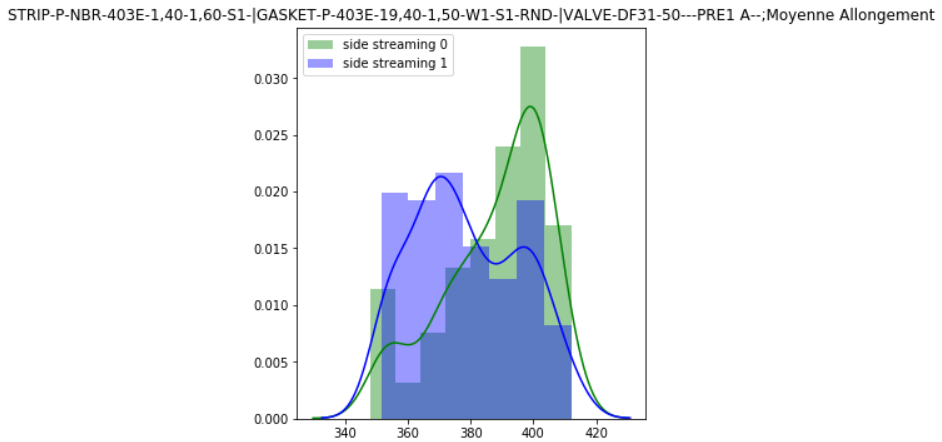 STRIP-P-NBR-403E-1,40-1,60-S1-|GASKET-P-403E-19,40-1,50-W1-S1-RND-|VALVE-DF31-50---PRE1 A--;Moyenne Allongement
side streaming 0
side streaming 1
0.030
0.025
0.020
0.015
0.010
0.005
0.000
340 360 380 400 420